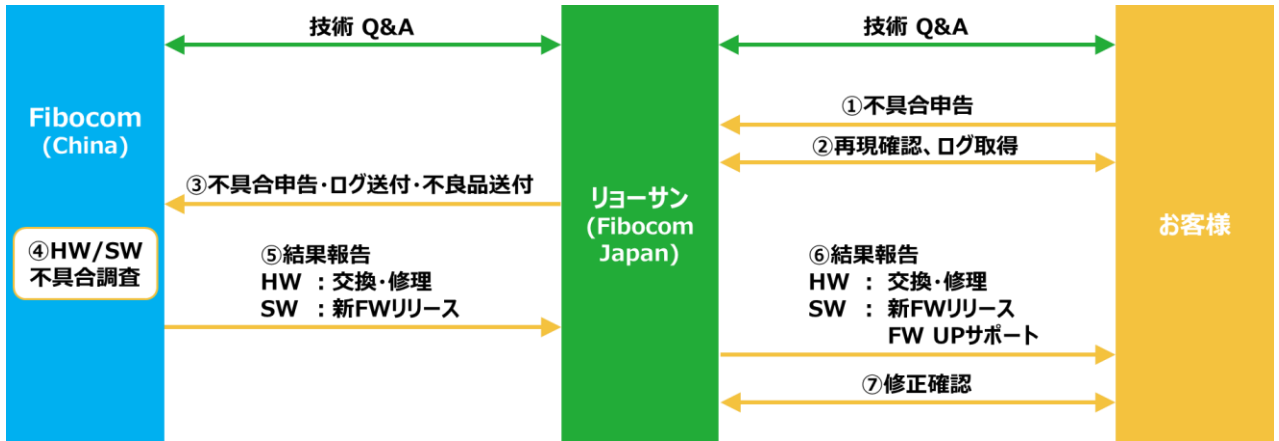 技術 Q&A
技術 Q&A
Fibocom
(China)
①不具合申告
②再現確認、ログ取得
③不具合申告・ログ送付・不良品送付
リョーサン
(Fibocom
Japan)
お客様
④HW/SW
不具合調査
⑤結果報告
HW ：交換・修理
SW ：新FWリリース
⑥結果報告
HW ： 交換・修理
SW ： 新FWリリース
FW UPサポート
⑦修正確認